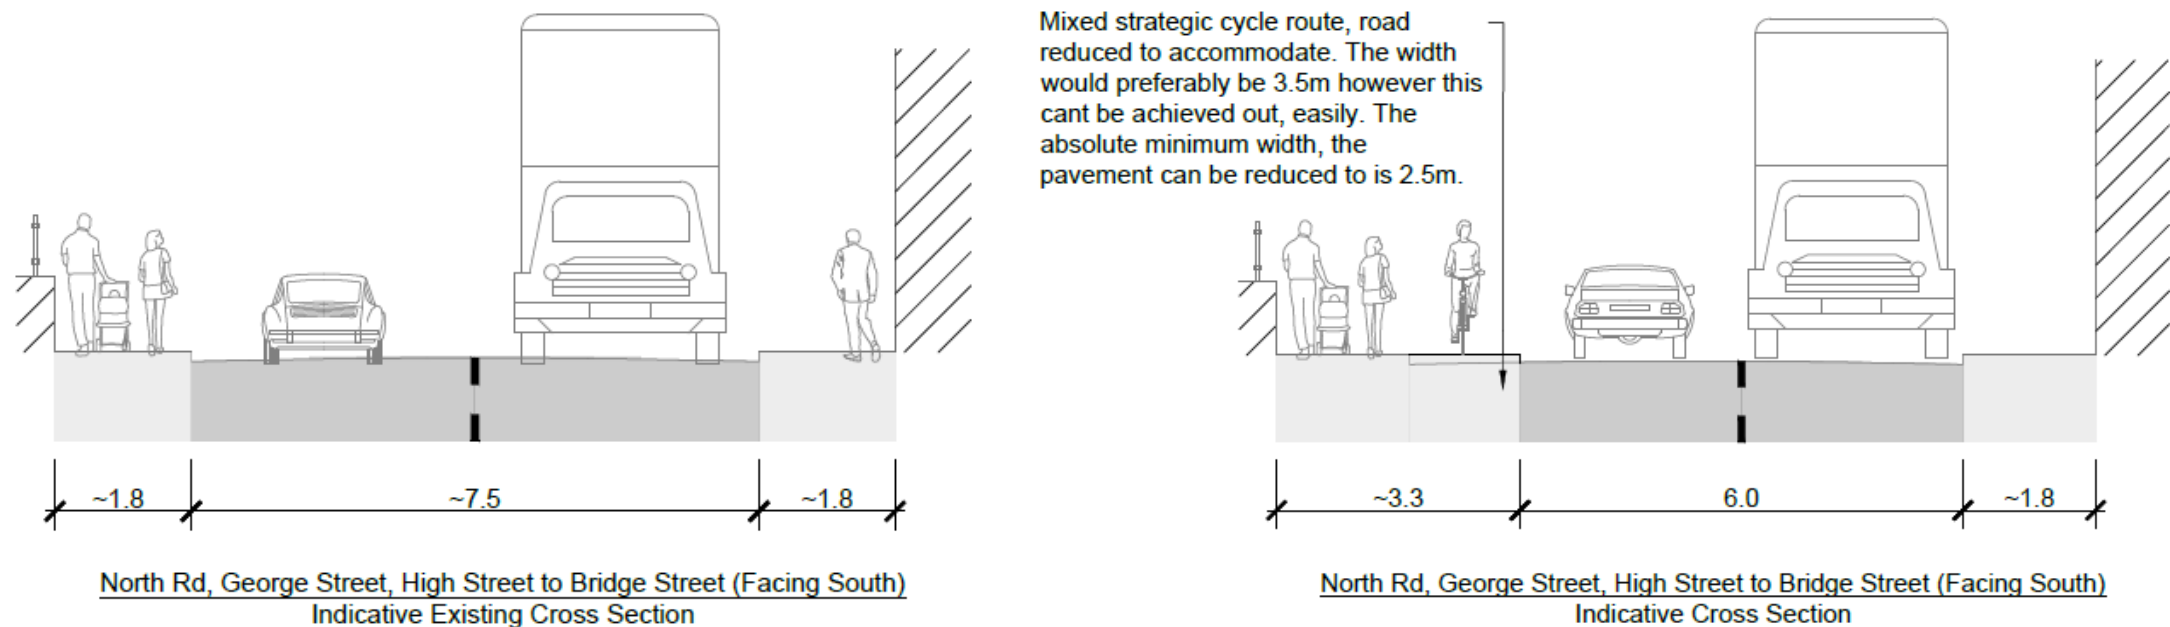 Mixed strategic cycle route, road
reduced to accommodate. The width
would preferably be 3.5m however this
cant be achieved out, easily. The
absolute minimum width, the
pavement can be reduced to is 2.5m.
~1.8
~7.5
~1.8
~3.3
6.0
~1.8
North Rd, George Street, High Street to Bridge Street (Facing South)
Indicative Existing Cross Section
North Rd, George Street, High Street to Bridge Street (Facing South)
Indicative Cross Section